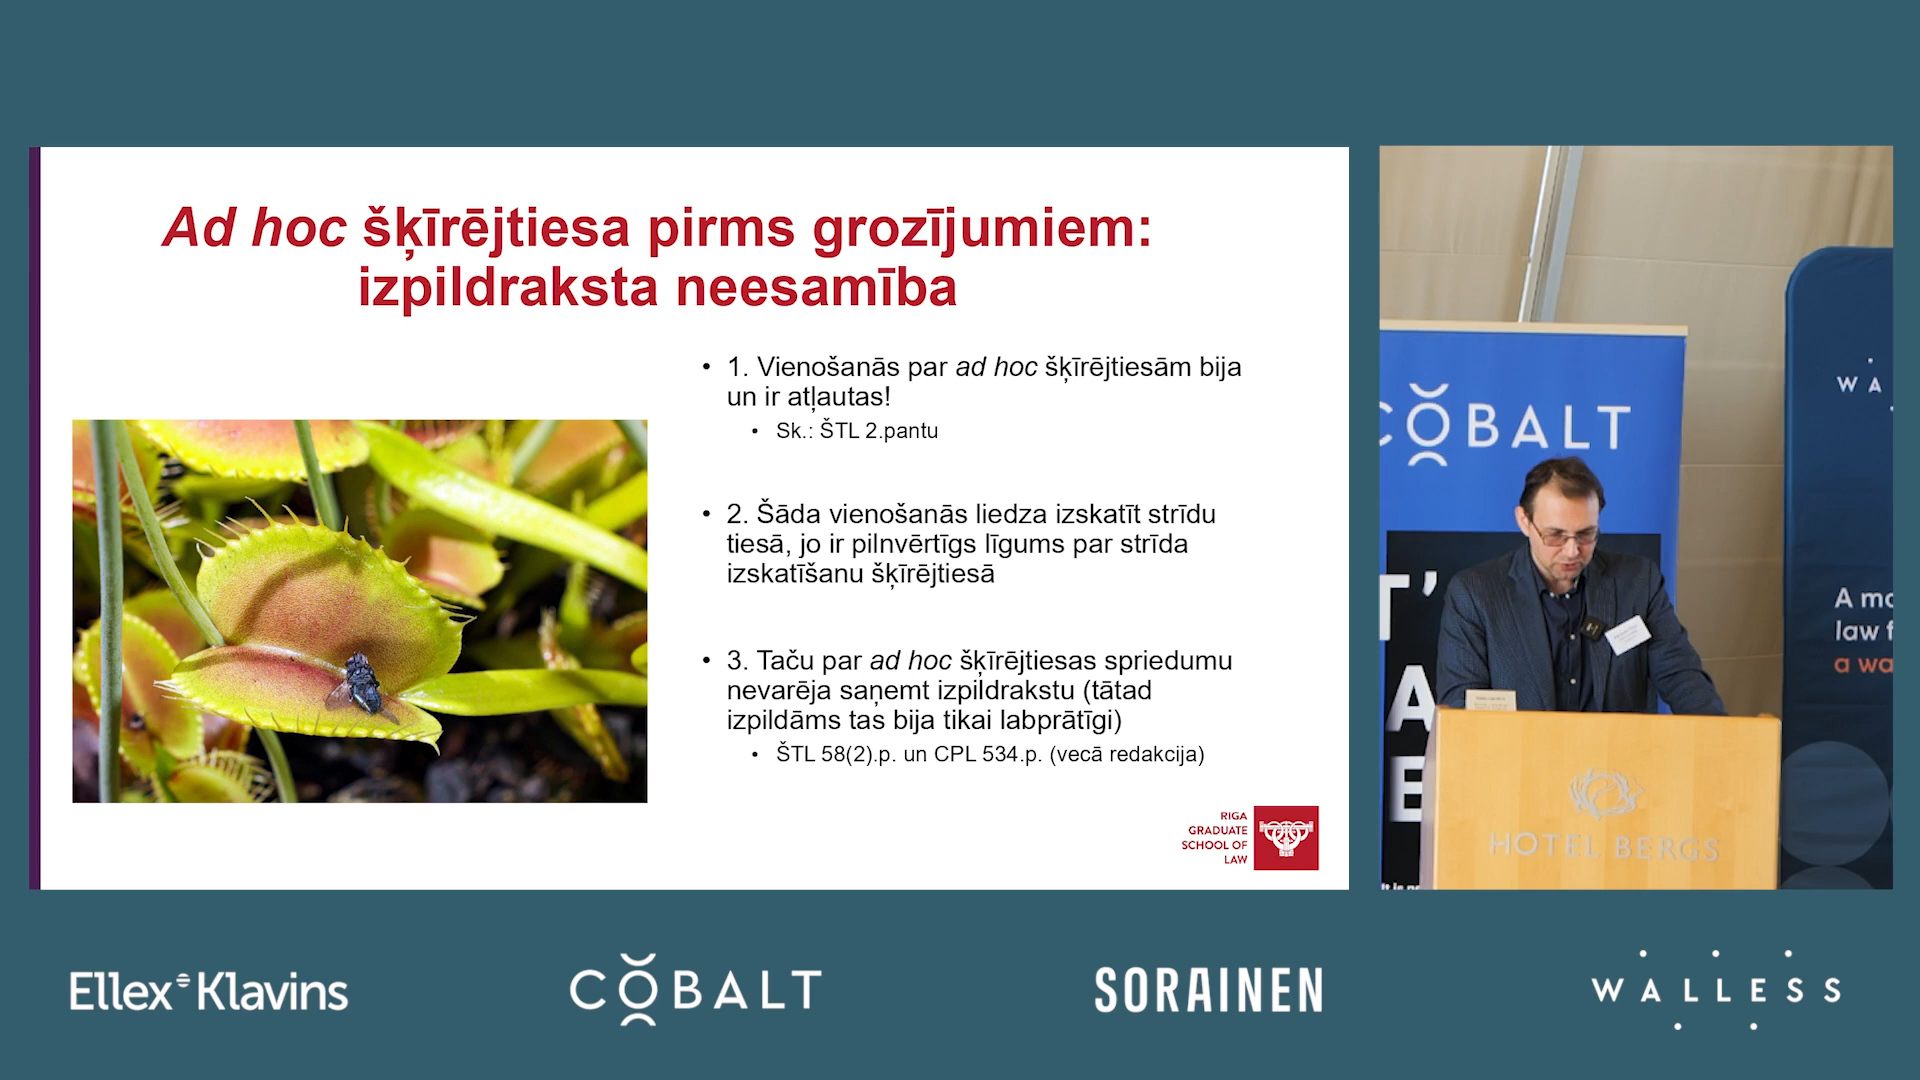 Ad hoc šķīrējtiesa pirms grozījumiem:
izpildraksta neesamība
• 1. Vienošanās par ad hoc šķīrējtiesām bija
un ir atļautas!
• Sk.: ŠTL 2.pantu
• 2. Šāda vienošanās liedza izskatīt strīdu
tiesā, jo ir pilnvērtīgs līgums par strīda
izskatīšanu šķīrējtiesā
• 3. Taču par ad hoc šķīrējtiesas spriedumu
nevarēja saņemt izpildrakstu (tātad
izpildāms tas bija tikai labprātīgi)
• ŠTL 58(2).p. un CPL 534.p. (vecā redakcija)
RIGA
GRADUATE
SCHOOL OF
LAW
COBALT
T'
A
E
WA
A mo
law f
a wa
HOTEL BERGS
Ellex Klavins
COBALT
SORAINEN
WALLESS